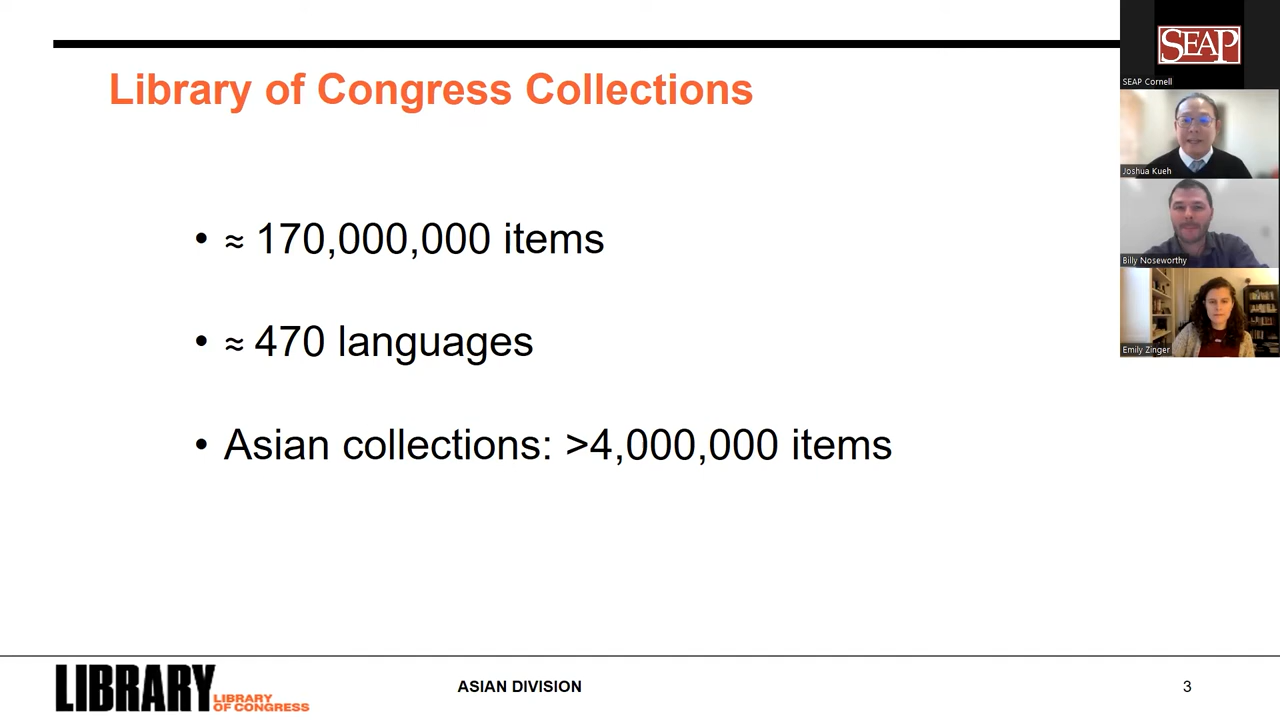 Library of Congress Collections
• ≈ 170,000,000 items
• ≈ 470 languages
• Asian collections: >4,000,000 items
LIBRARY
LIBRARY
OF CONGRESS
ASIAN DIVISION
3
SEAP
SEAP Cornell
Joshua Kueh
Billy Noseworthy
Emily Zinger